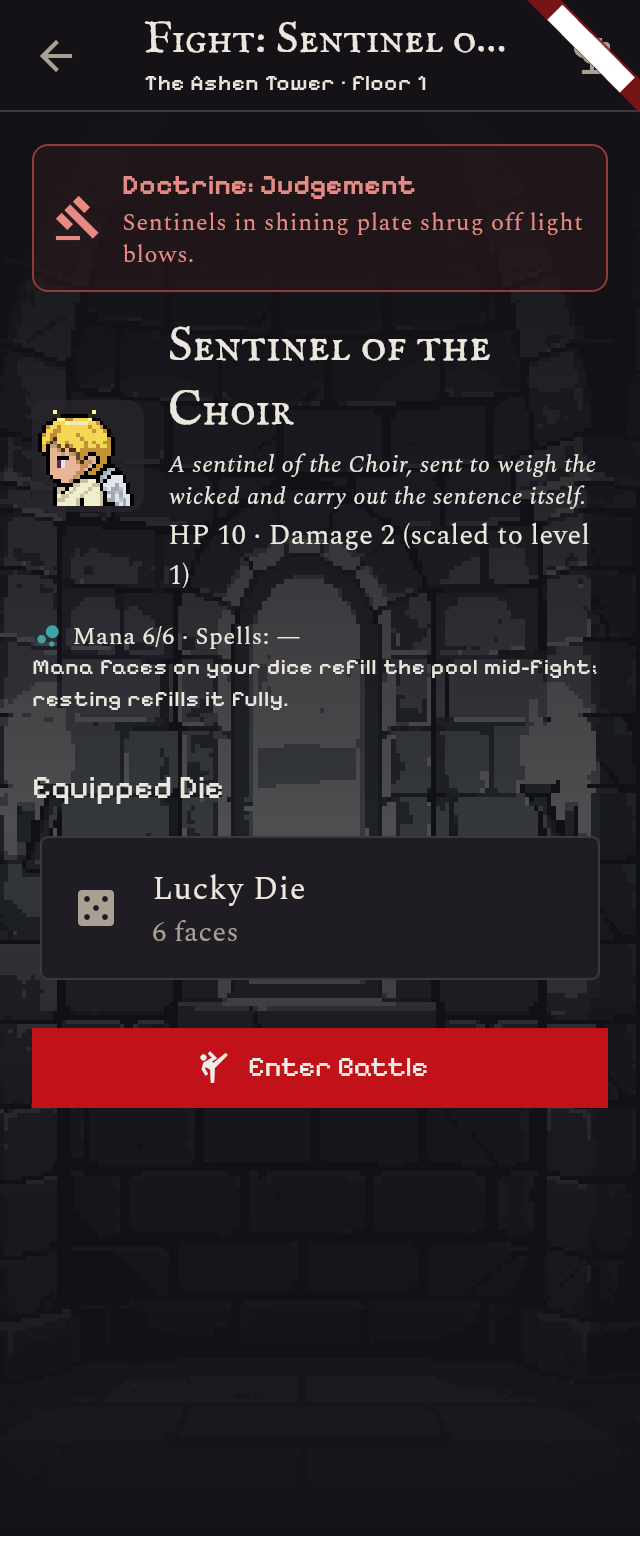 Fight: Sentinel o...
The Ashen Tower · Floor 1
Doctrine: Judgement
Sentinels in shining plate shrug off light
blows.
Sentinel of the
Choir
A sentinel of the Choir, sent to weigh the
wicked and carry out the sentence itself.
HP 10 · Damage 2 (scaled to level
1)
Mana 6/6 · Spells: —
Mana faces on your dice refill the pool mid-fight;
resting refills it fully.
Equipped Die
Lucky Die
6 faces
Enter Battle